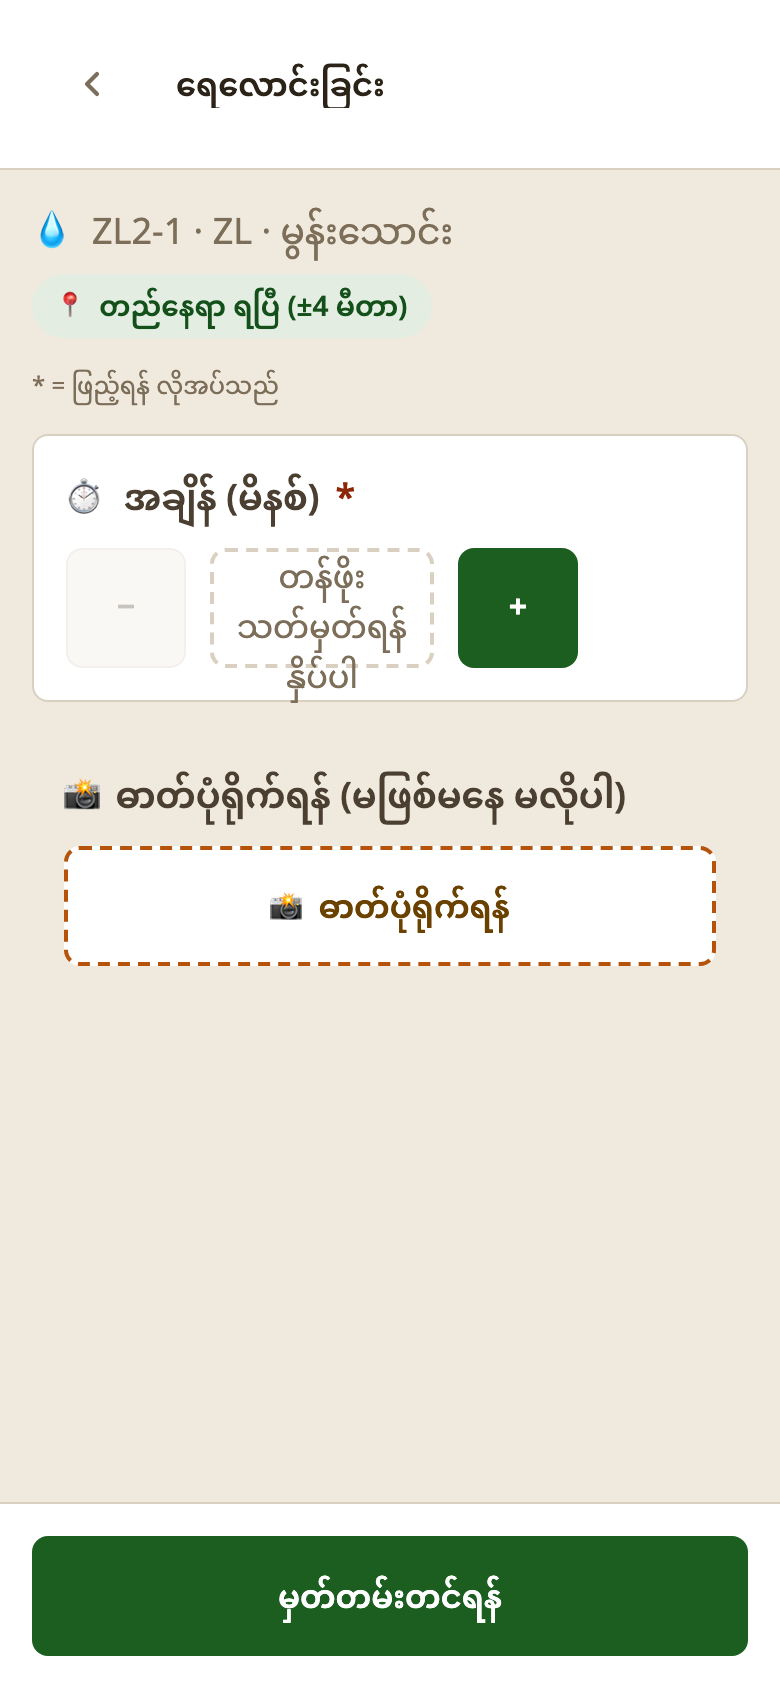 ရေလောင်းခြင်း
ZL2-1 · ZL · မွန်းသောင်း
တည်နေရာ ရပြီ (±4 မီတာ)
* = ဖြည့်ရန် လိုအပ်သည်
အချိန် (မိနစ်) *
−
တန်ဖိုး
သတ်မှတ်ရန်
နှိပ်ပါ
+
ဓာတ်ပုံရိုက်ရန် (မဖြစ်မနေ မလိုပါ)
ဓာတ်ပုံရိုက်ရန်
မှတ်တမ်းတင်ရန်